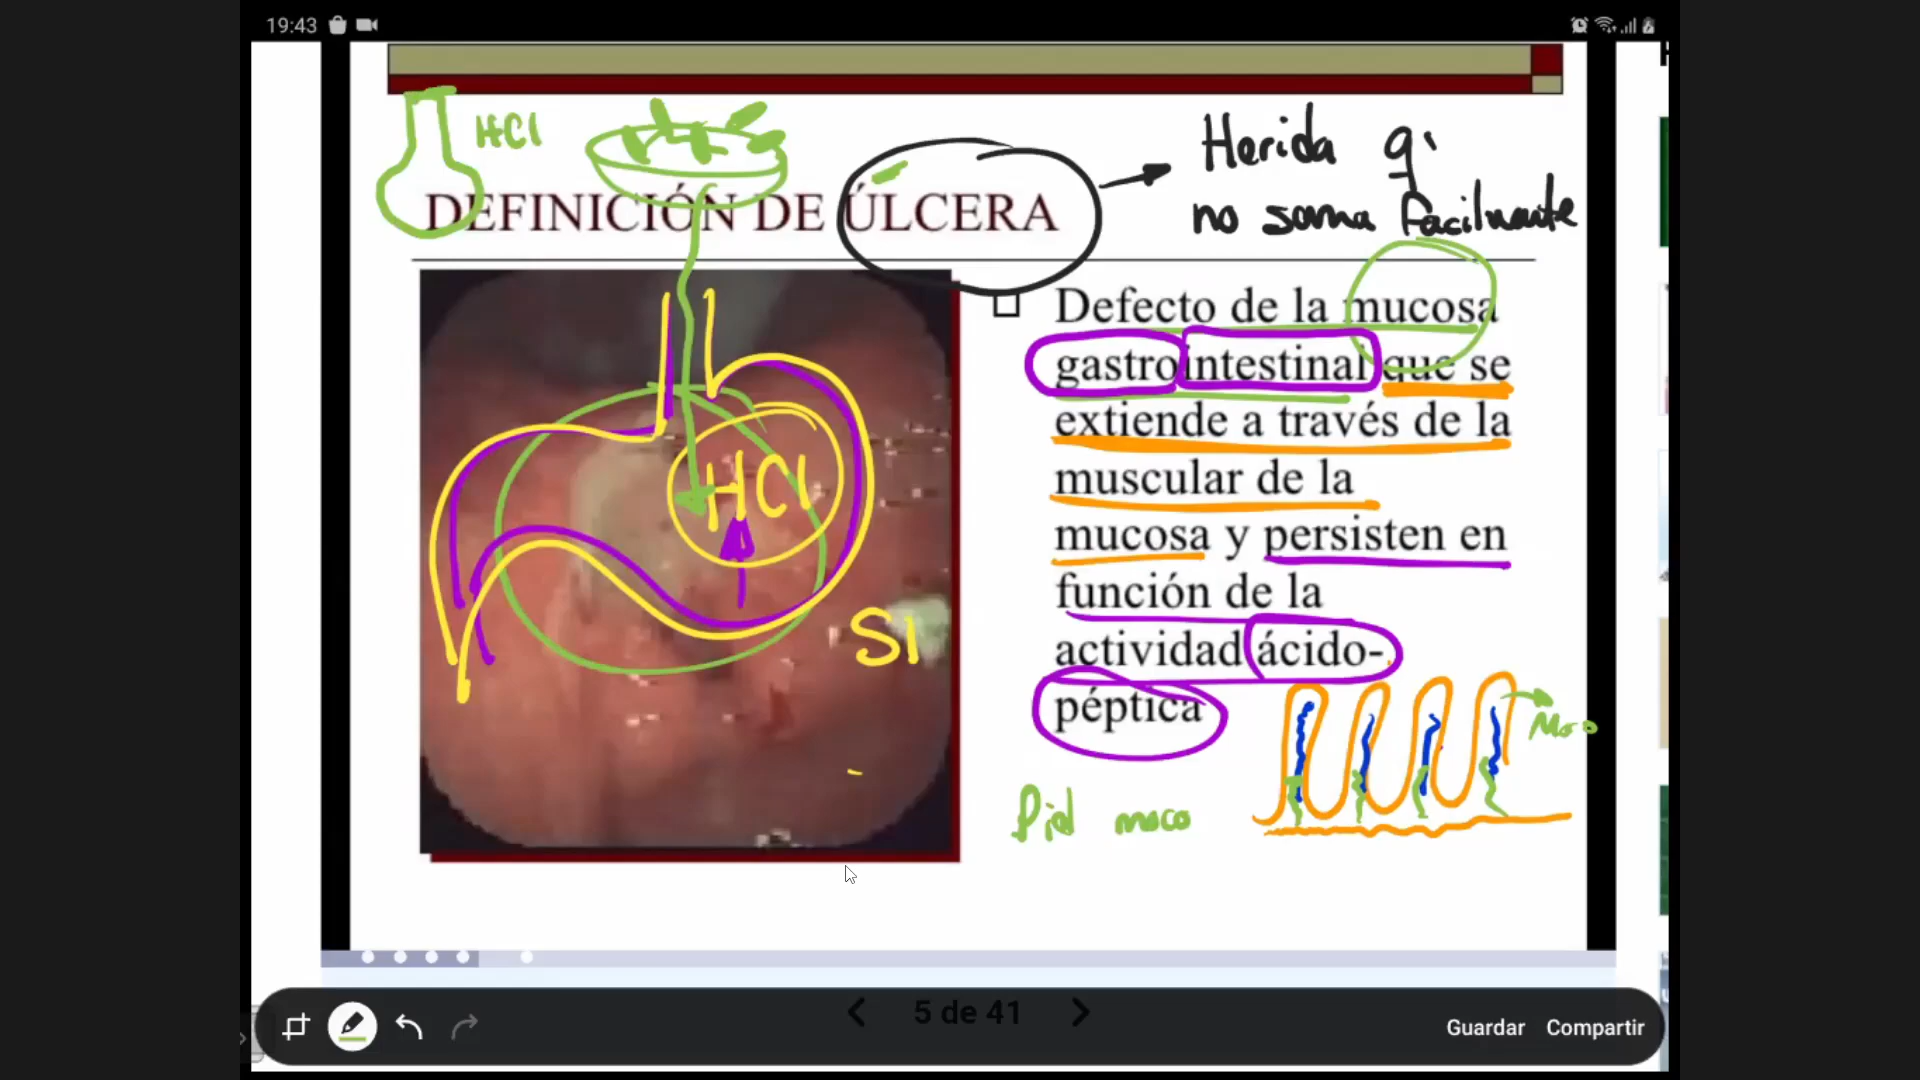 19:43
HCl
Herida q'
no sana facilmente
DEFINICIÓN DE ÚLCERA
Defecto de la mucosa
gastrointestinal que se
extiende a través de la
muscular de la
mucosa y persisten en
función de la
actividad ácido-
péptica
HCl
SI
Moco
Piel moco
5 de 41
Guardar Compartir